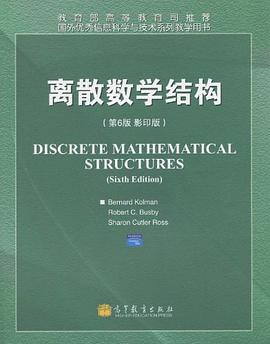 教育部高等教育司推荐
国外优秀信息科学与技术系列教学用书
离散数学结构
(第6版 影印版)
DISCRETE MATHEMATICAL
STRUCTURES
(Sixth Edition)
Bernard Kolman
Robert C. Busby
Sharon Cutler Ross
高等教育出版社
HIGHER EDUCATION PRESS